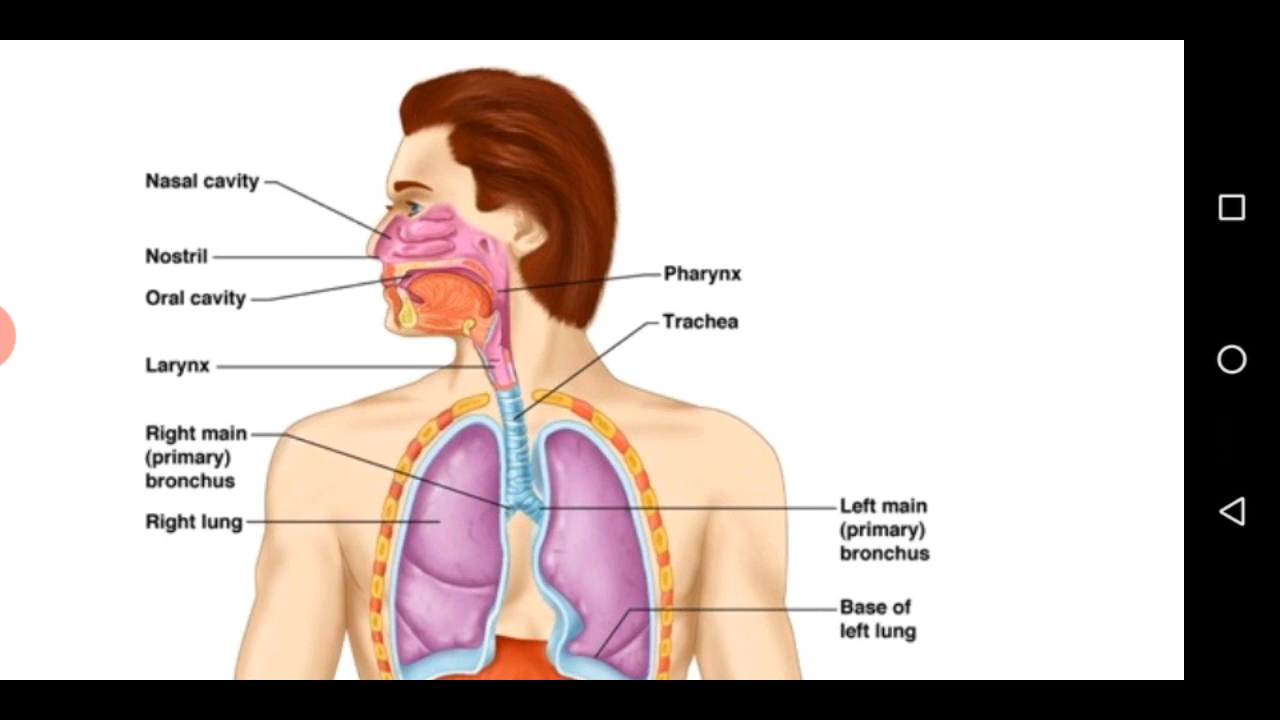 Nasal cavity
Nostril
Oral cavity
Larynx
Right main
(primary)
bronchus
Right lung
Pharynx
Trachea
Left main
(primary)
bronchus
Base of
left lung